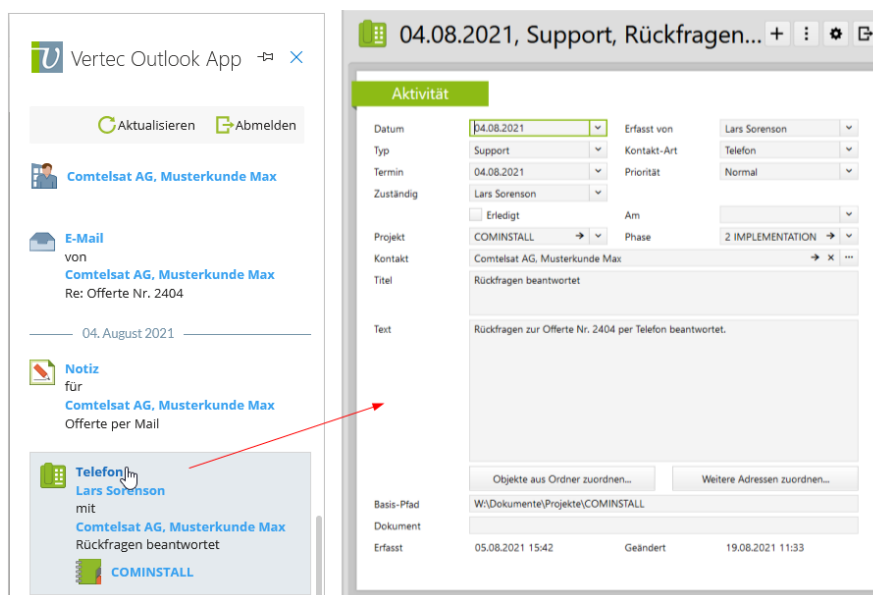 Vertec Outlook App
Aktualisieren Abmelden
Comtelsat AG, Musterkunde Max
E-Mail
von
Comtelsat AG, Musterkunde Max
Re: Offerte Nr. 2404
04. August 2021
Notiz
für
Comtelsat AG, Musterkunde Max
Offerte per Mail
Telefon
Lars Sorenson
mit
Comtelsat AG, Musterkunde Max
Rückfragen beantwortet
COMINSTALL
04.08.2021, Support, Rückfragen...
Aktivität
Datum 04.08.2021 Erfasst von Lars Sorenson
Typ Support Kontakt-Art Telefon
Termin 04.08.2021 Priorität Normal
Zuständig Lars Sorenson
Erledigt Am
Projekt COMINSTALL Phase 2 IMPLEMENTATION
Kontakt Comtelsat AG, Musterkunde Max
Titel Rückfragen beantwortet
Text Rückfragen zur Offerte Nr. 2404 per Telefon beantwortet.
Objekte aus Ordner zuordnen... Weitere Adressen zuordnen...
Basis-Pfad W:\Dokumente\Projekte\COMINSTALL
Dokument
Erfasst 05.08.2021 15:42 Geändert 19.08.2021 11:33